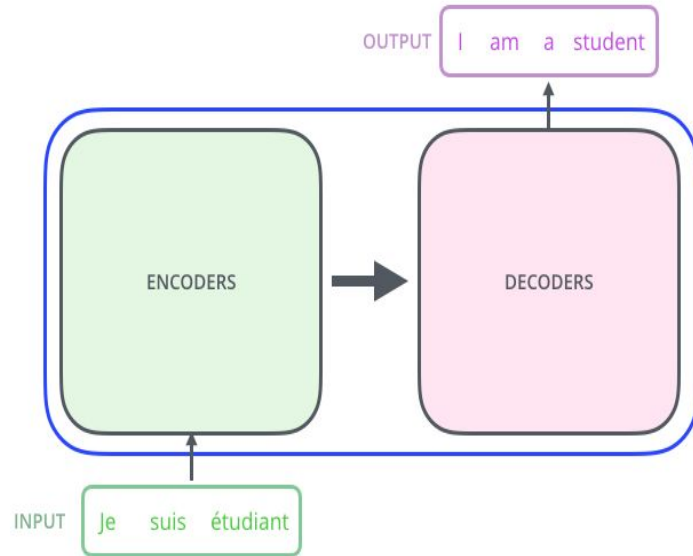 OUTPUT I am a student
ENCODERS DECODERS
INPUT Je suis étudiant